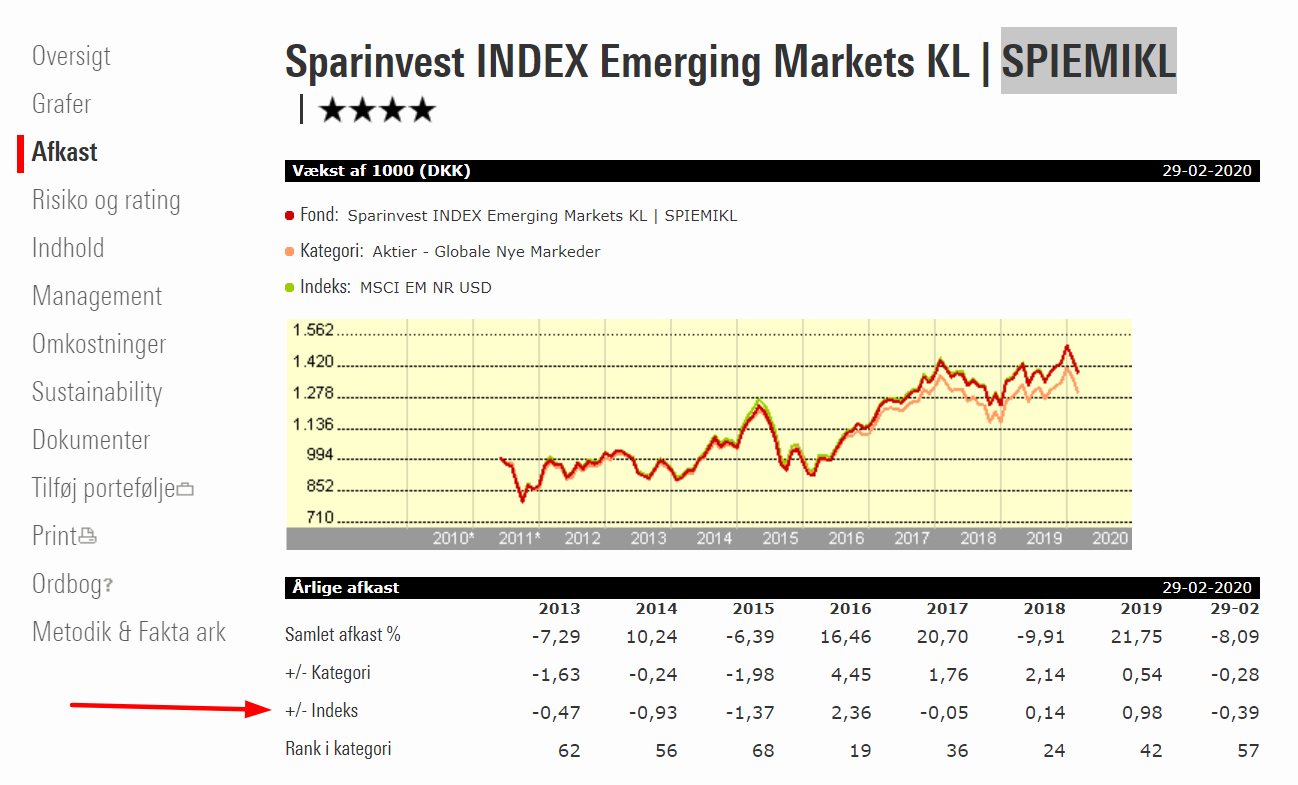 Oversigt
Grafer
Afkast
Risiko og rating
Indhold
Management
Omkostninger
Sustainability
Dokumenter
Tilføj portefølje
Print
Ordbog?
Metodik & Fakta ark
Sparinvest INDEX Emerging Markets KL | SPIEMIKL
| ★★★★
Vækst af 1000 (DKK) 29-02-2020
Fond: Sparinvest INDEX Emerging Markets KL | SPIEMIKL
Kategori: Aktier - Globale Nye Markeder
Indeks: MSCI EM NR USD
1.562
1.420
1.278
1.136
994
852
710
2010* 2011* 2012 2013 2014 2015 2016 2017 2018 2019 2020
Årlige afkast 29-02-2020
2013 2014 2015 2016 2017 2018 2019 29-02
Samlet afkast % -7,29 10,24 -6,39 16,46 20,70 -9,91 21,75 -8,09
+/- Kategori -1,63 -0,24 -1,98 4,45 1,76 2,14 0,54 -0,28
+/- Indeks -0,47 -0,93 -1,37 2,36 -0,05 0,14 0,98 -0,39
Rank i kategori 62 56 68 19 36 24 42 57